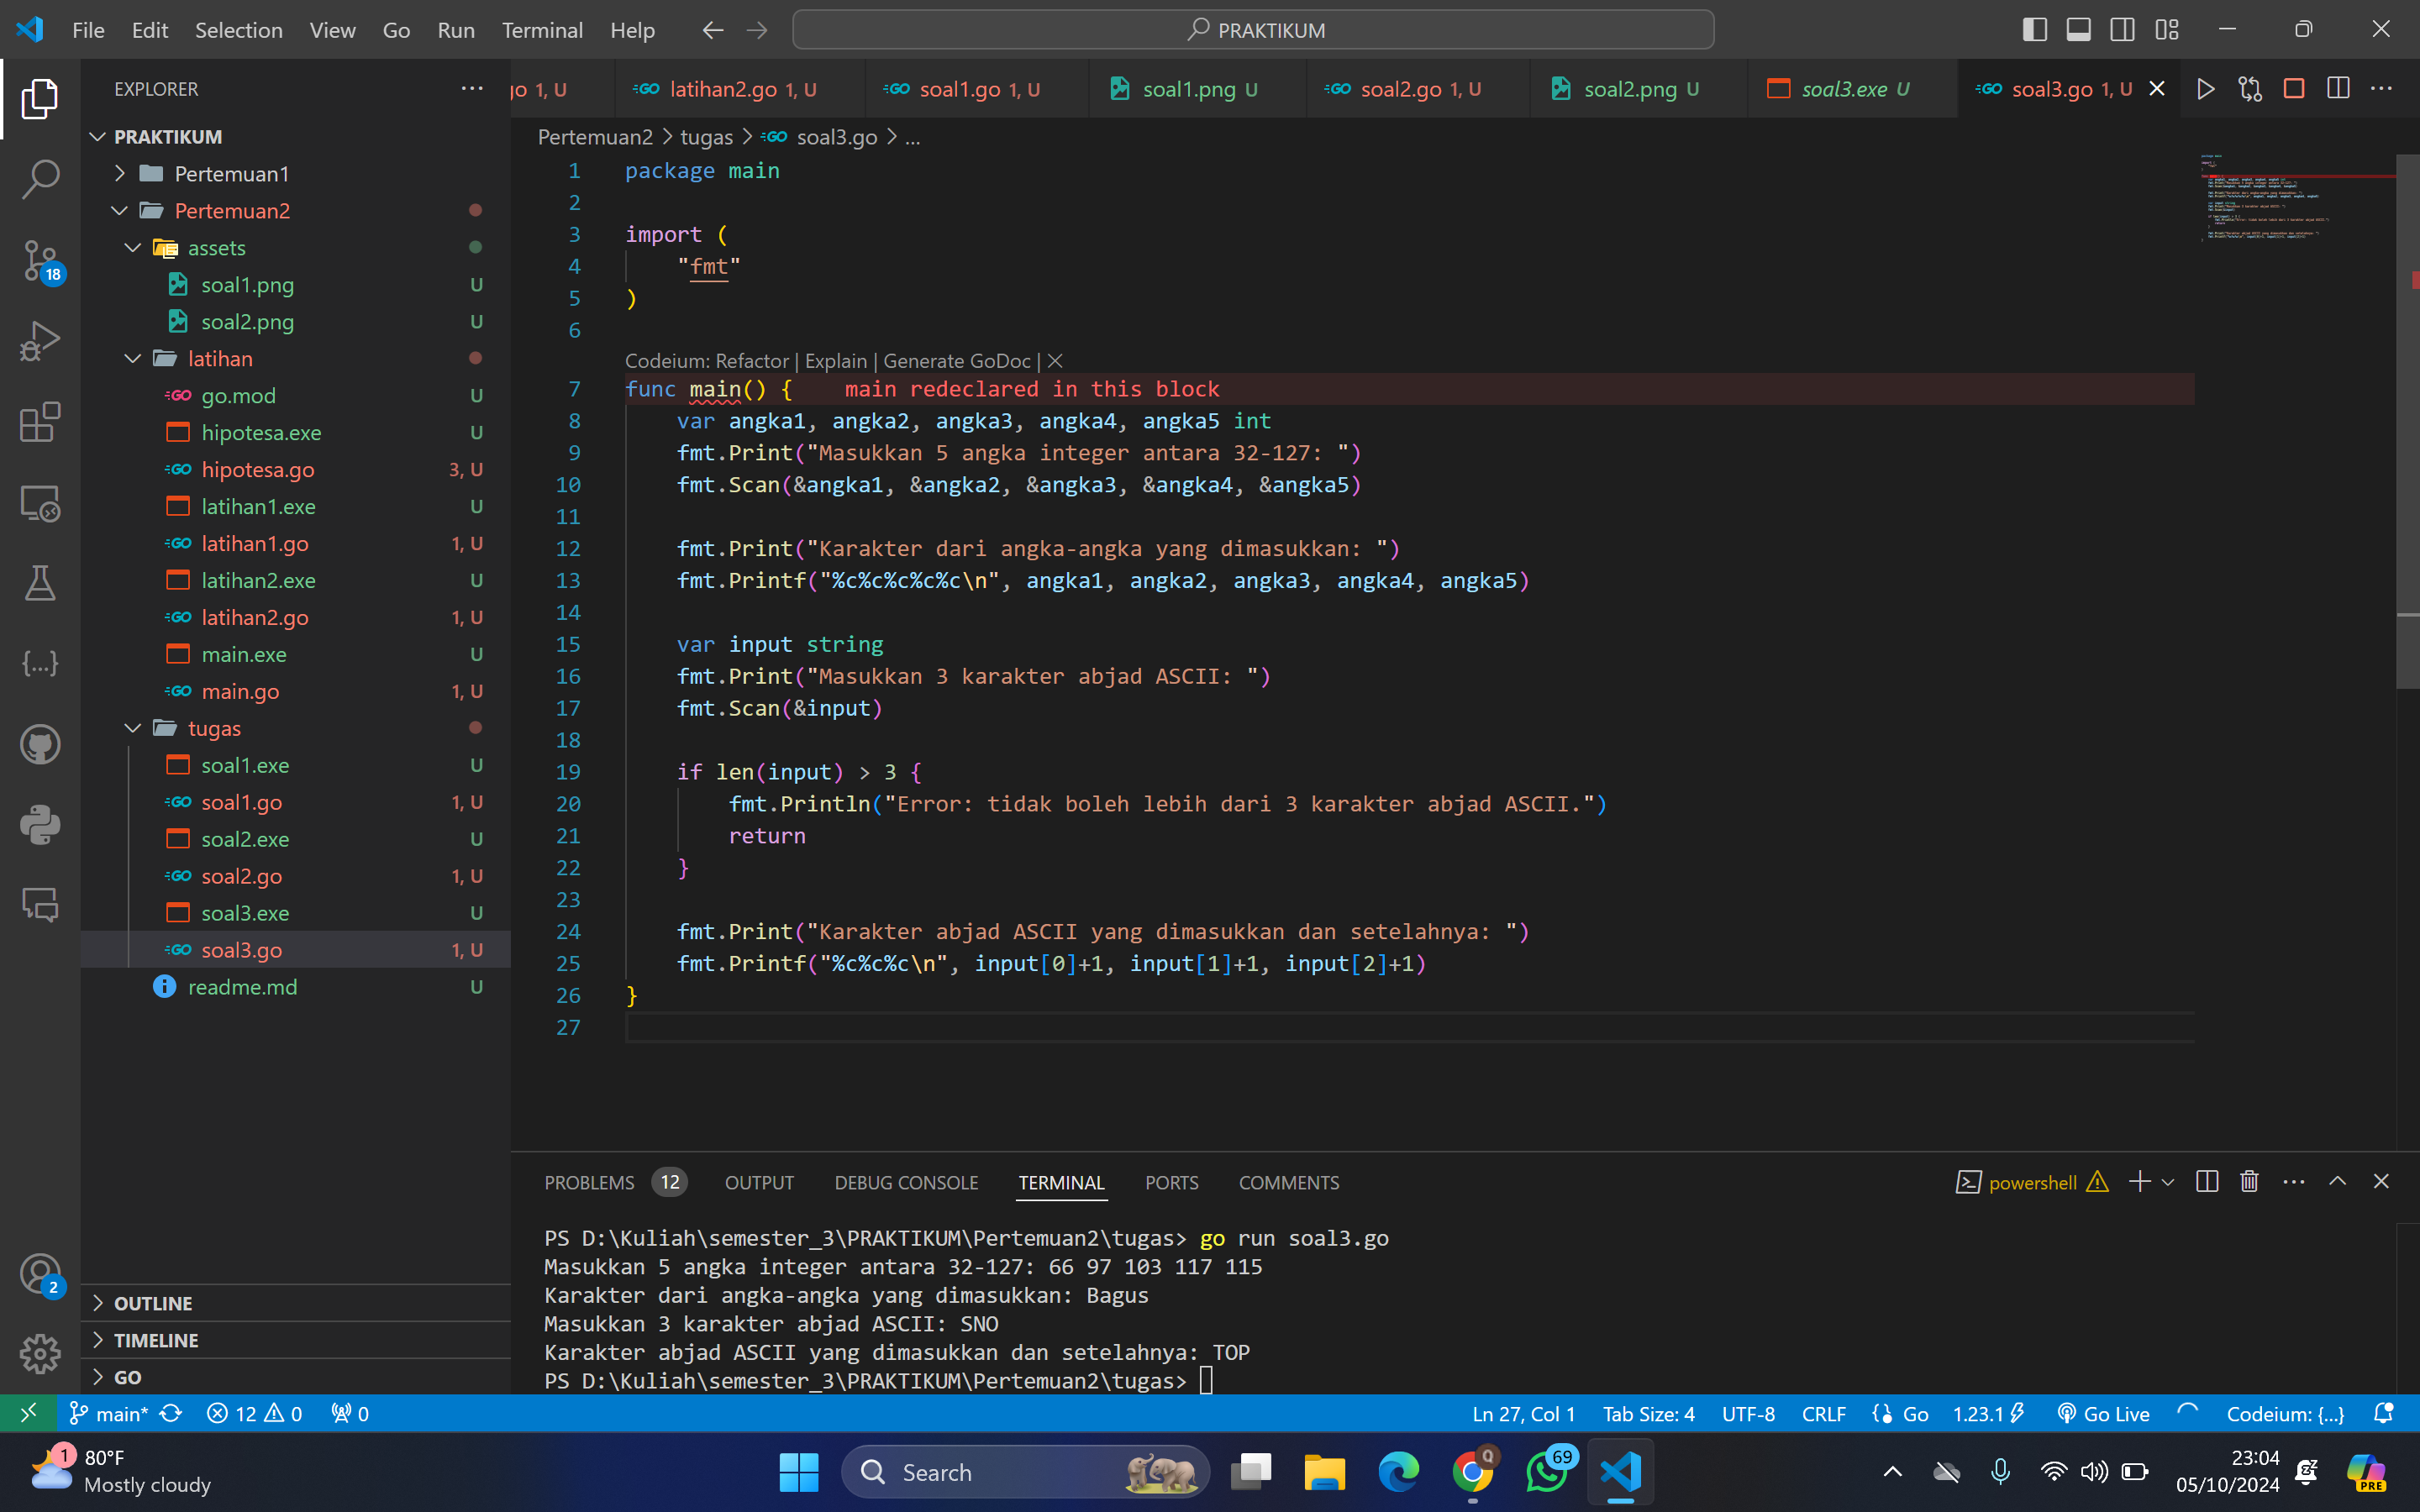 File Edit Selection View Go Run Terminal Help PRAKTIKUM
EXPLORER
go 1, U latihan2.go 1, U soal1.go 1, U soal1.png U soal2.go 1, U soal2.png U soal3.exe U soal3.go 1, U
PRAKTIKUM
Pertemuan1
Pertemuan2
assets
soal1.png U
soal2.png U
latihan
go.mod U
hipotesa.exe U
hipotesa.go 3, U
latihan1.exe U
latihan1.go 1, U
latihan2.exe U
latihan2.go 1, U
main.exe U
main.go 1, U
tugas
soal1.exe U
soal1.go 1, U
soal2.exe U
soal2.go 1, U
soal3.exe U
soal3.go 1, U
readme.md U
OUTLINE
TIMELINE
GO
18
2
Pertemuan2 > tugas > soal3.go > ...
1 package main
2
3 import (
4 "fmt"
5 )
6
Codeium: Refactor | Explain | Generate GoDoc | X
7 func main() { main redeclared in this block
8 var angka1, angka2, angka3, angka4, angka5 int
9 fmt.Print("Masukkan 5 angka integer antara 32-127: ")
10 fmt.Scan(&angka1, &angka2, &angka3, &angka4, &angka5)
11
12 fmt.Print("Karakter dari angka-angka yang dimasukkan: ")
13 fmt.Printf("%c%c%c%c%c\n", angka1, angka2, angka3, angka4, angka5)
14
15 var input string
16 fmt.Print("Masukkan 3 karakter abjad ASCII: ")
17 fmt.Scan(&input)
18
19 if len(input) > 3 {
20 fmt.Println("Error: tidak boleh lebih dari 3 karakter abjad ASCII.")
21 return
22 }
23
24 fmt.Print("Karakter abjad ASCII yang dimasukkan dan setelahnya: ")
25 fmt.Printf("%c%c%c\n", input[0]+1, input[1]+1, input[2]+1)
26 }
27
PROBLEMS 12 OUTPUT DEBUG CONSOLE TERMINAL PORTS COMMENTS powershell
PS D:\Kuliah\semester_3\PRAKTIKUM\Pertemuan2\tugas> go run soal3.go
Masukkan 5 angka integer antara 32-127: 66 97 103 117 115
Karakter dari angka-angka yang dimasukkan: Bagus
Masukkan 3 karakter abjad ASCII: SNO
Karakter abjad ASCII yang dimasukkan dan setelahnya: TOP
PS D:\Kuliah\semester_3\PRAKTIKUM\Pertemuan2\tugas>
main* 12 0 0 Ln 27, Col 1 Tab Size: 4 UTF-8 CRLF Go 1.23.1 Go Live Codeium: {...}
1 80°F
Mostly cloudy
Search
Q
69
23:04
05/10/2024
PRE